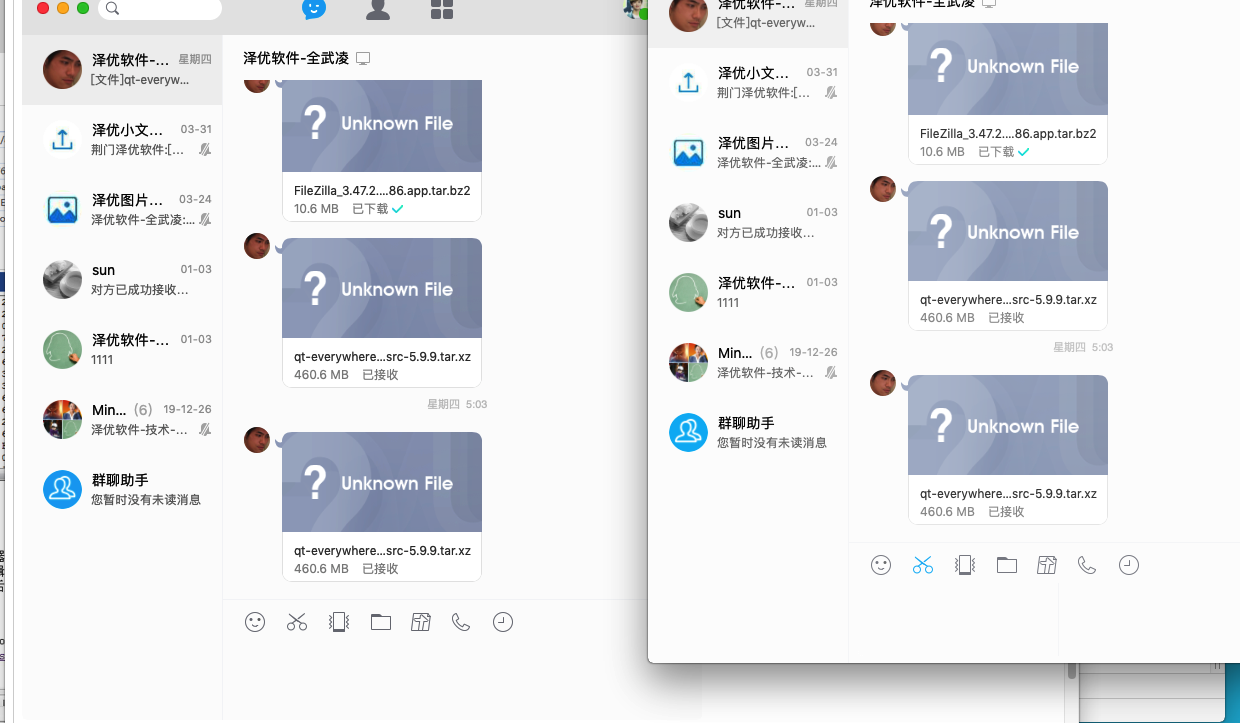 泽优软件-... 星期四
[文件]qt-everyw...
泽优小文... 03-31
荆门泽优软件:[...
泽优图片... 03-24
泽优软件-全武凌:...
sun 01-03
对方已成功接收...
泽优软件-... 01-03
1111
Min... (6) 19-12-26
泽优软件-技术-...
群聊助手
您暂时没有未读消息
泽优软件-全武凌
Unknown File
FileZilla_3.47.2....86.app.tar.bz2
10.6 MB 已下载
Unknown File
qt-everywhere...src-5.9.9.tar.xz
460.6 MB 已接收
星期四 5:03
Unknown File
qt-everywhere...src-5.9.9.tar.xz
460.6 MB 已接收
泽优软件-... 星期四
[文件]qt-everyw...
泽优小文... 03-31
荆门泽优软件:[...
泽优图片... 03-24
泽优软件-全武凌:...
sun 01-03
对方已成功接收...
泽优软件-... 01-03
1111
Min... (6) 19-12-26
泽优软件-技术-...
群聊助手
您暂时没有未读消息
泽优软件-全武凌
Unknown File
FileZilla_3.47.2....86.app.tar.bz2
10.6 MB 已下载
Unknown File
qt-everywhere...src-5.9.9.tar.xz
460.6 MB 已接收
星期四 5:03
Unknown File
qt-everywhere...src-5.9.9.tar.xz
460.6 MB 已接收